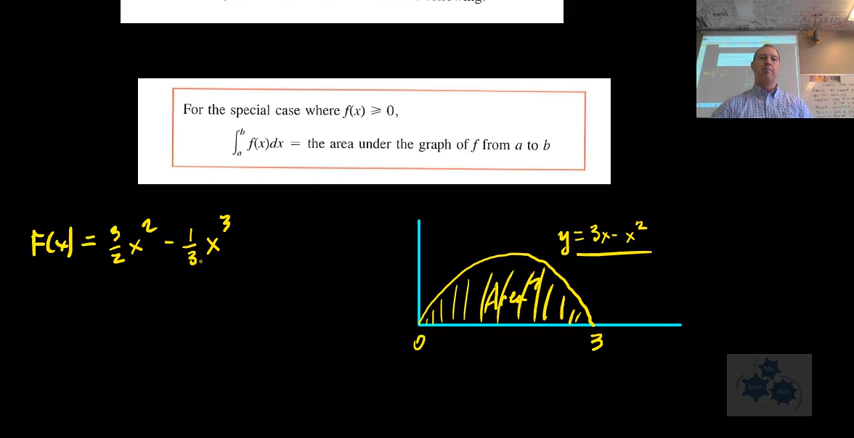 For the special case where f(x) ⩾ 0,
∫ₐᵇ f(x)dx = the area under the graph of f from a to b
F(x) = 3/2 x² - 1/3 x³
y = 3x - x²
Area?
0 3